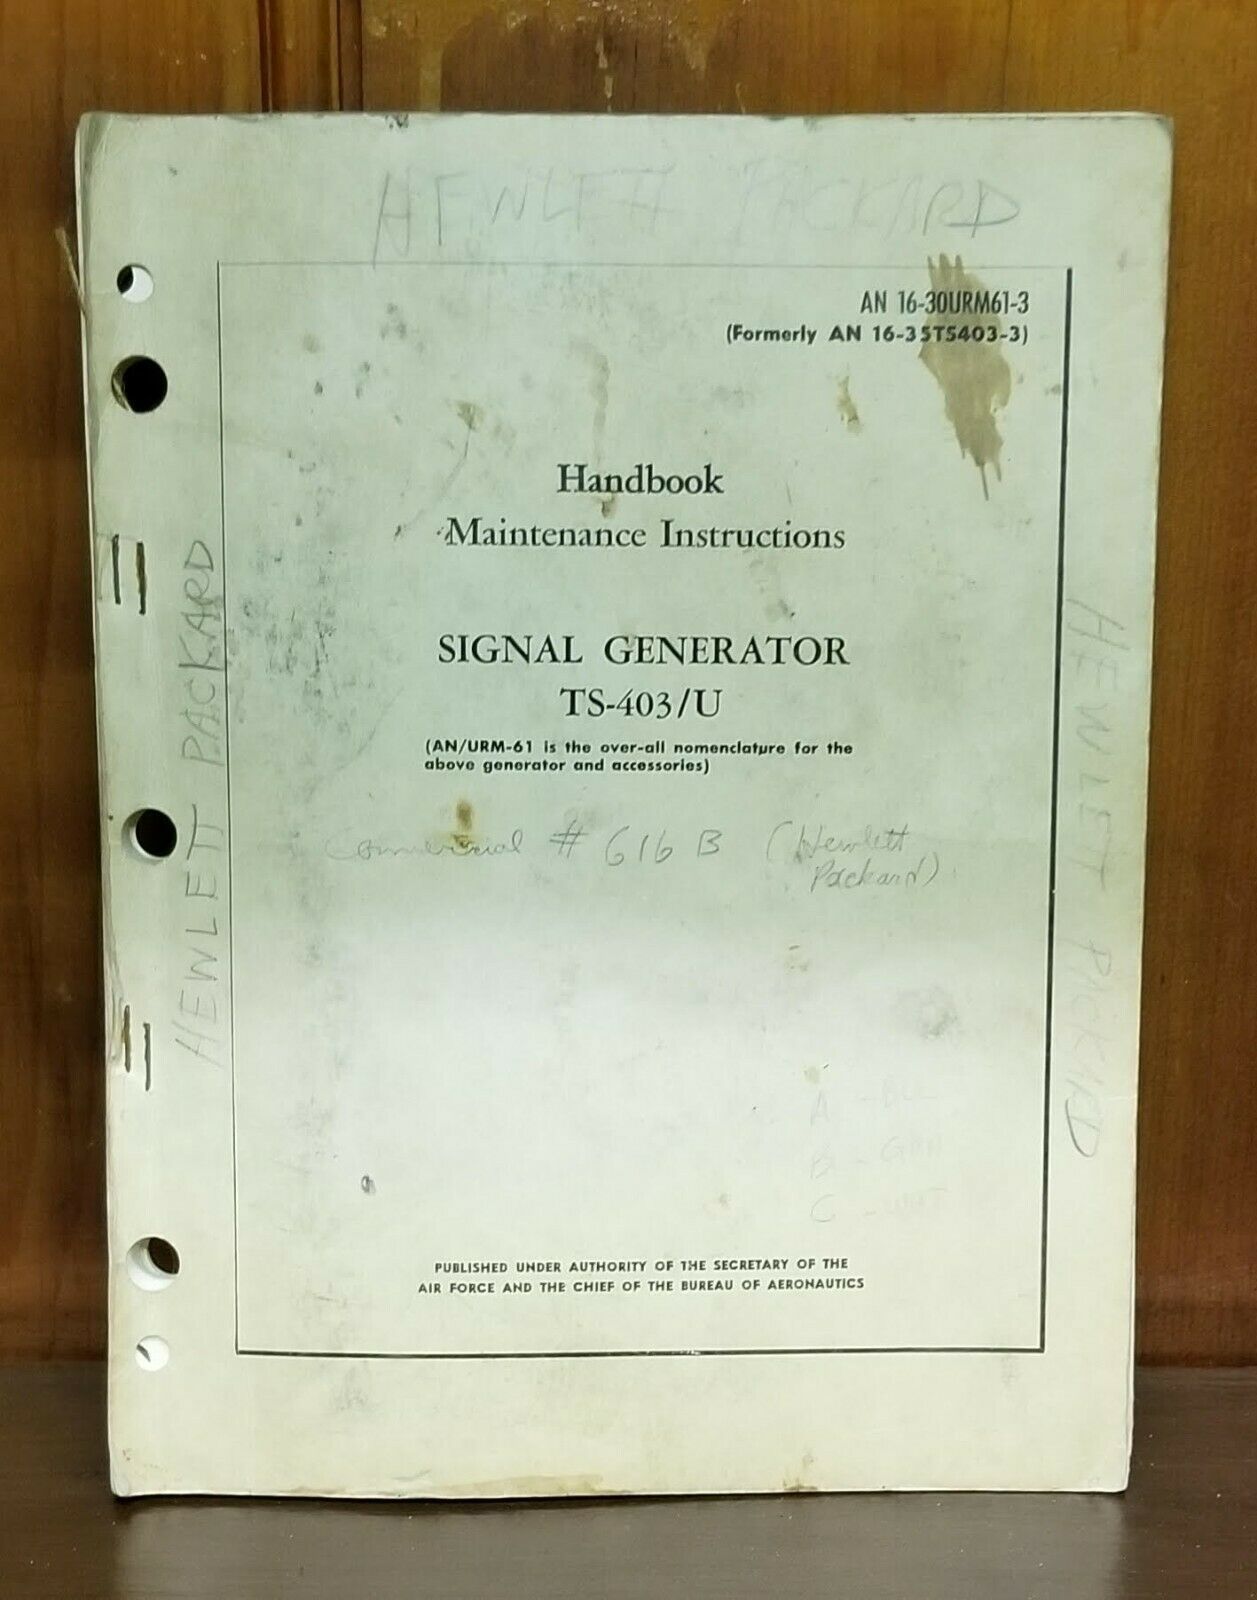 HEWLETT PACKARD
AN 16-30URM61-3
(Formerly AN 16-35TS403-3)
Handbook
Maintenance Instructions
SIGNAL GENERATOR
TS-403/U
(AN/URM-61 is the over-all nomenclature for the
above generator and accessories)
Commercial # 616 B (Hewlett
Packard)
HEWLETT PACKARD
HEWLETT PACKARD
A
B - GRN
C
PUBLISHED UNDER AUTHORITY OF THE SECRETARY OF THE
AIR FORCE AND THE CHIEF OF THE BUREAU OF AERONAUTICS